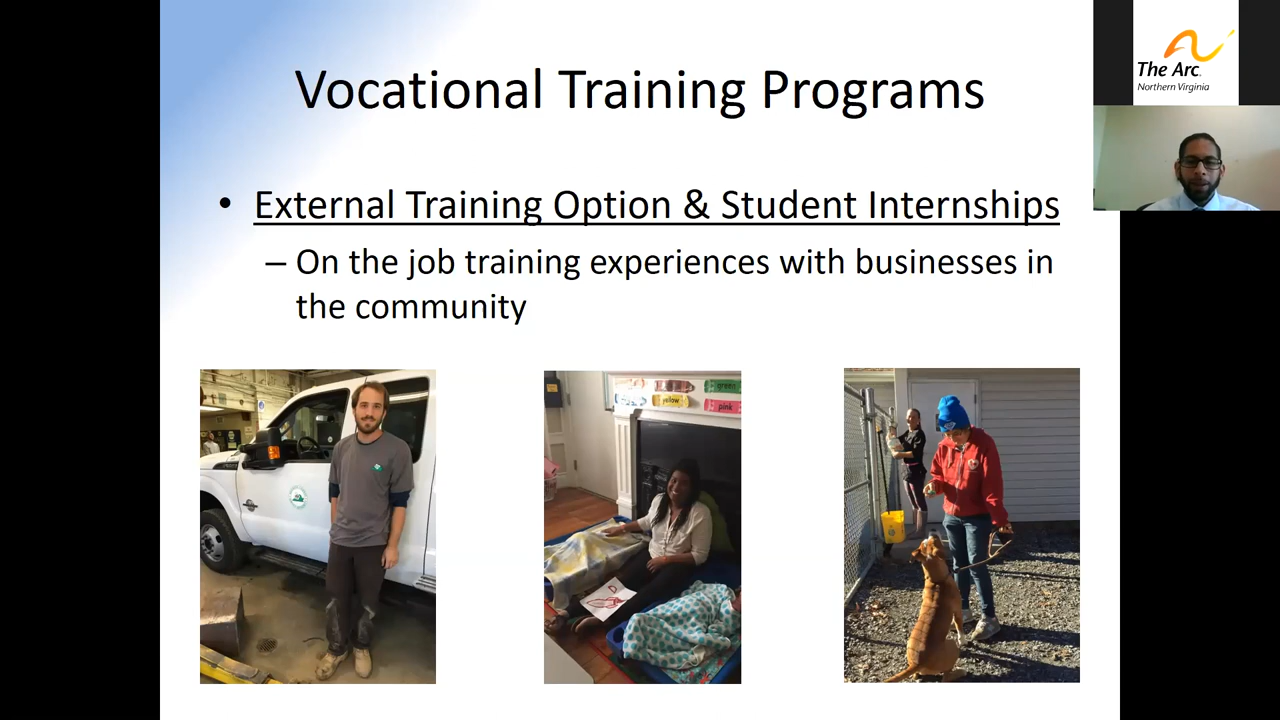 Vocational Training Programs
The Arc
Northern Virginia
• External Training Option & Student Internships
– On the job training experiences with businesses in
the community
green
yellow
pink
D